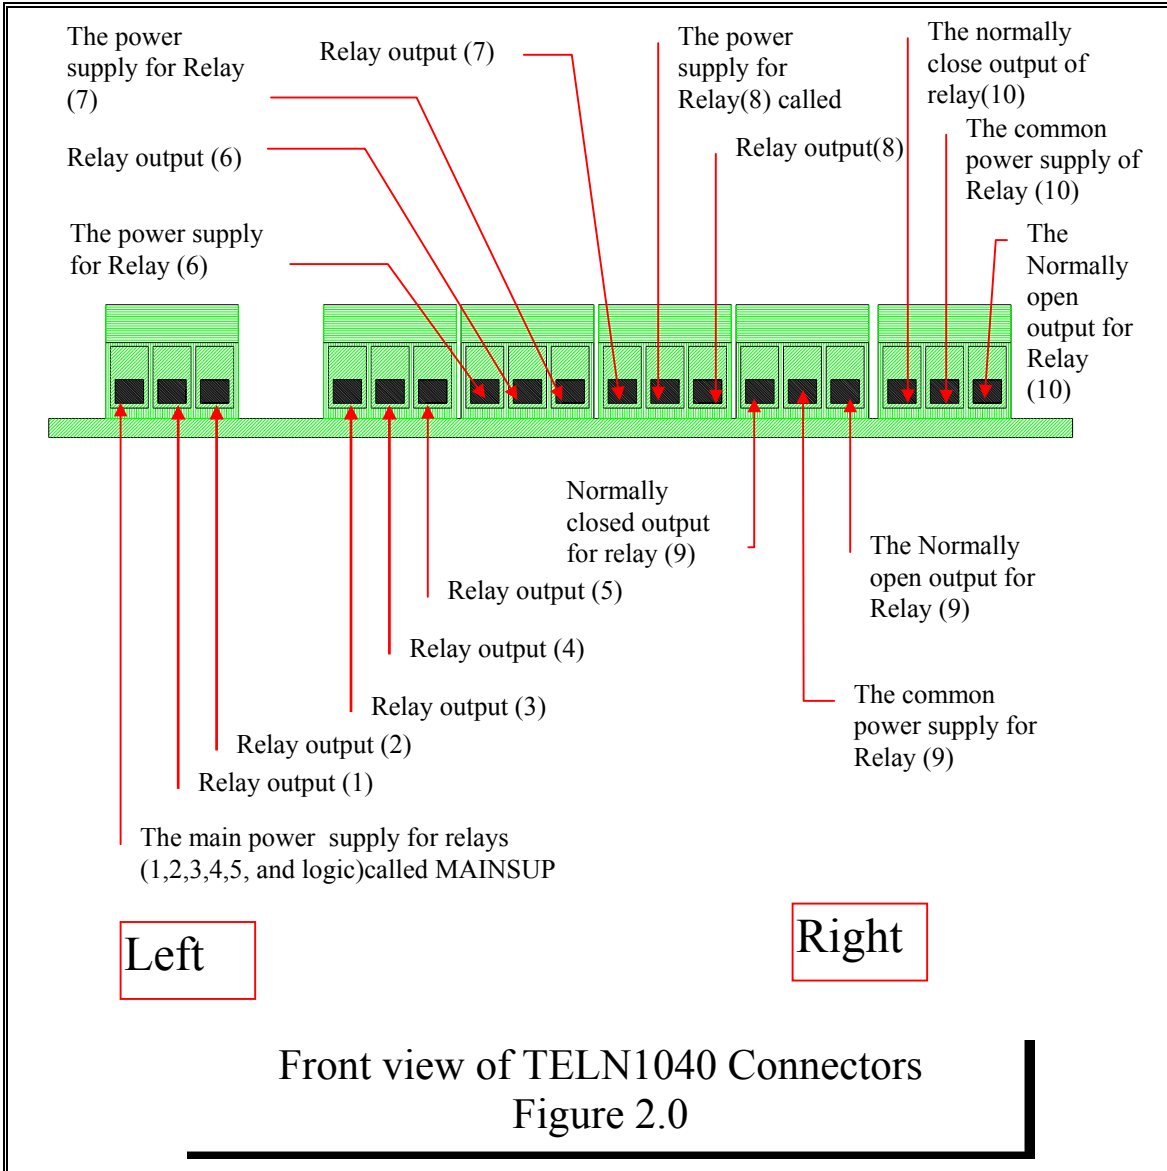 The power
supply for Relay
(7)
Relay output (7)
The power
supply for
Relay(8) called
The normally
close output of
relay(10)
Relay output (6)
Relay output(8)
The common
power supply of
Relay (10)
The power supply
for Relay (6)
The
Normally
open
output for
Relay
(10)
Normally
closed output
for relay (9)
The Normally
open output for
Relay (9)
Relay output (5)
Relay output (4)
Relay output (3)
The common
power supply for
Relay (9)
Relay output (2)
Relay output (1)
The main power  supply for relays
(1,2,3,4,5, and logic)called MAINSUP
Left
Right
Front view of TELN1040 Connectors
Figure 2.0